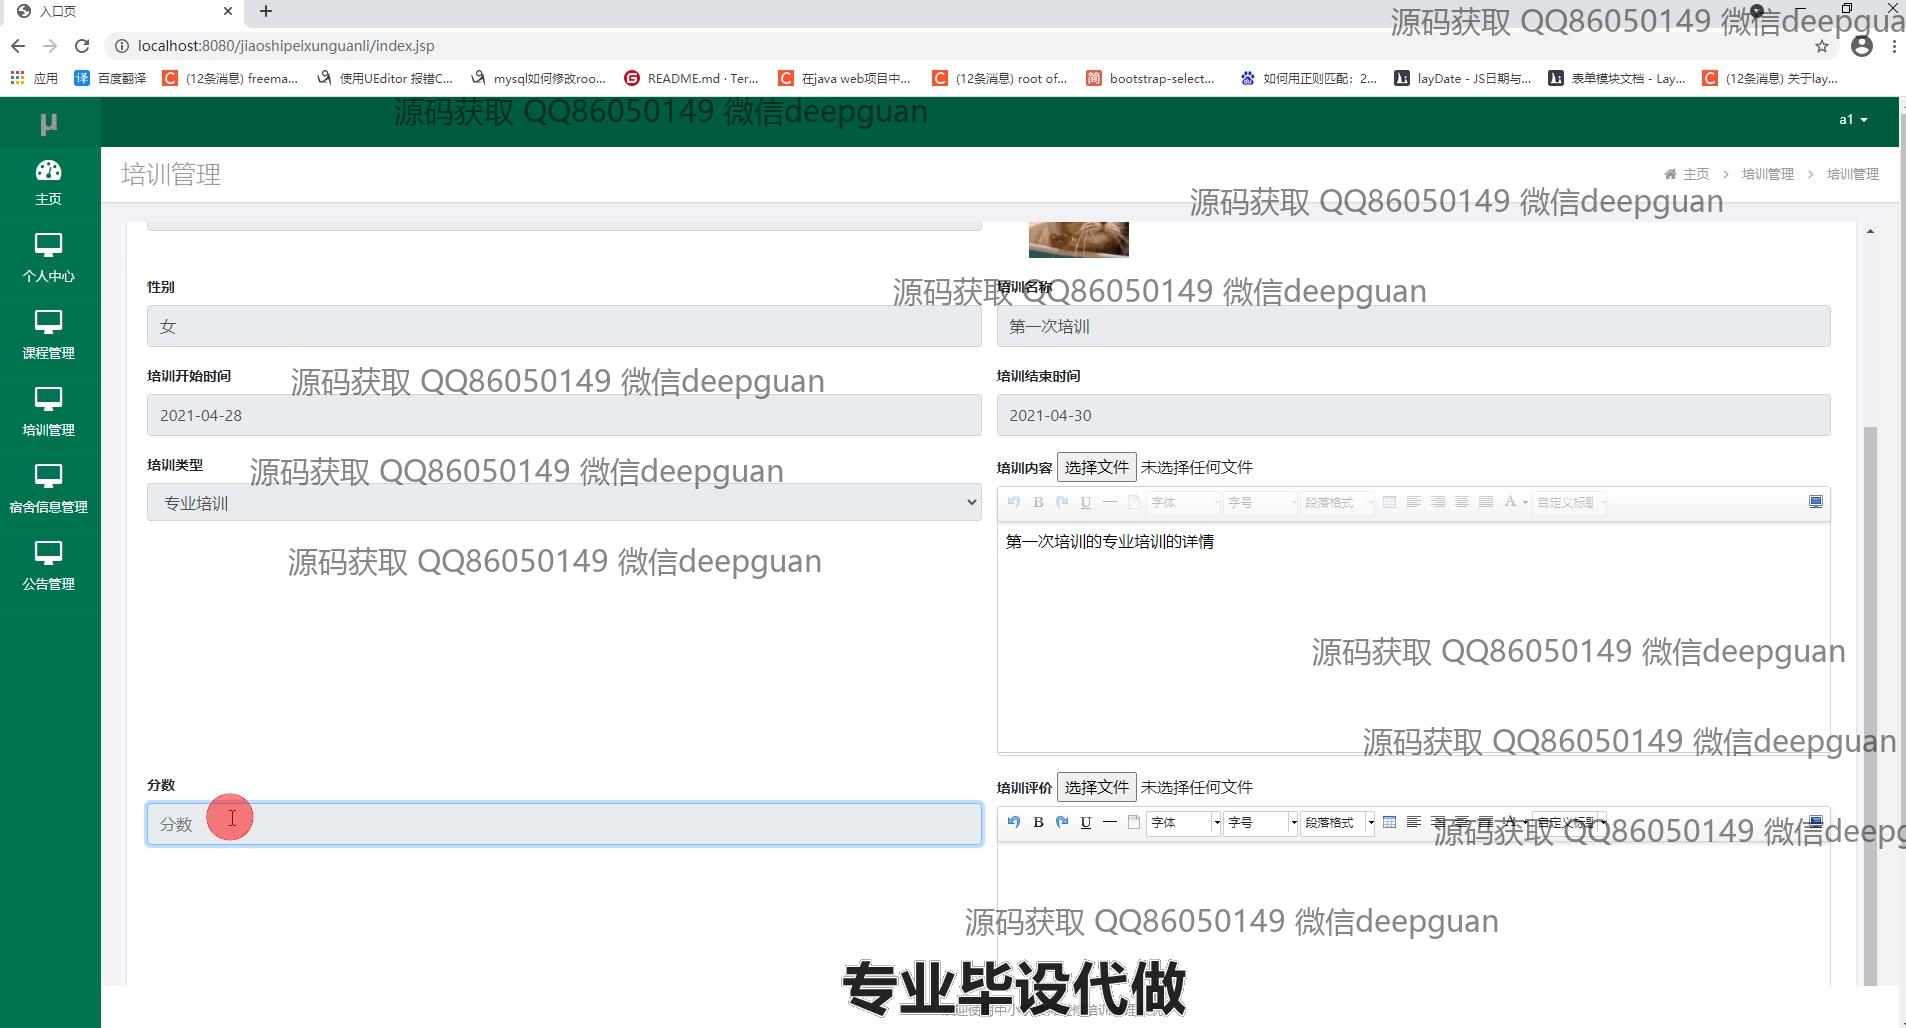 入口页
源码获取 QQ86050149 微信deepgua
localhost:8080/jiaoshipeixunguanli/index.jsp
应用 百度翻译 (12条消息) freema... 使用UEditor 报错C... mysql如何修改roo... README.md · Ter... 在java web项目中... (12条消息) root of... bootstrap-select... 如何用正则匹配：2... layDate - JS日期与... 表单模块文档 - Lay... (12条消息) 关于lay...
源码获取 QQ86050149 微信deepguan
μ
a1
培训管理
主页 > 培训管理 > 培训管理
源码获取 QQ86050149 微信deepguan
主页
个人中心
课程管理
培训管理
宿舍信息管理
公告管理
性别
源码获取 QQ86050149 微信deepguan
培训名称
女
第一次培训
培训开始时间
源码获取 QQ86050149 微信deepguan
培训结束时间
2021-04-28
2021-04-30
培训类型
源码获取 QQ86050149 微信deepguan
培训内容 选择文件 未选择任何文件
专业培训
B U 字体 字号 段落格式 A 自定义标题
第一次培训的专业培训的详情
源码获取 QQ86050149 微信deepguan
源码获取 QQ86050149 微信deepguan
源码获取 QQ86050149 微信deepguan
分数
培训评价 选择文件 未选择任何文件
分数
B U 字体 字号 段落格式 A 自定义标题
源码获取 QQ86050149 微信deepg
源码获取 QQ86050149 微信deepguan
专业毕设代做